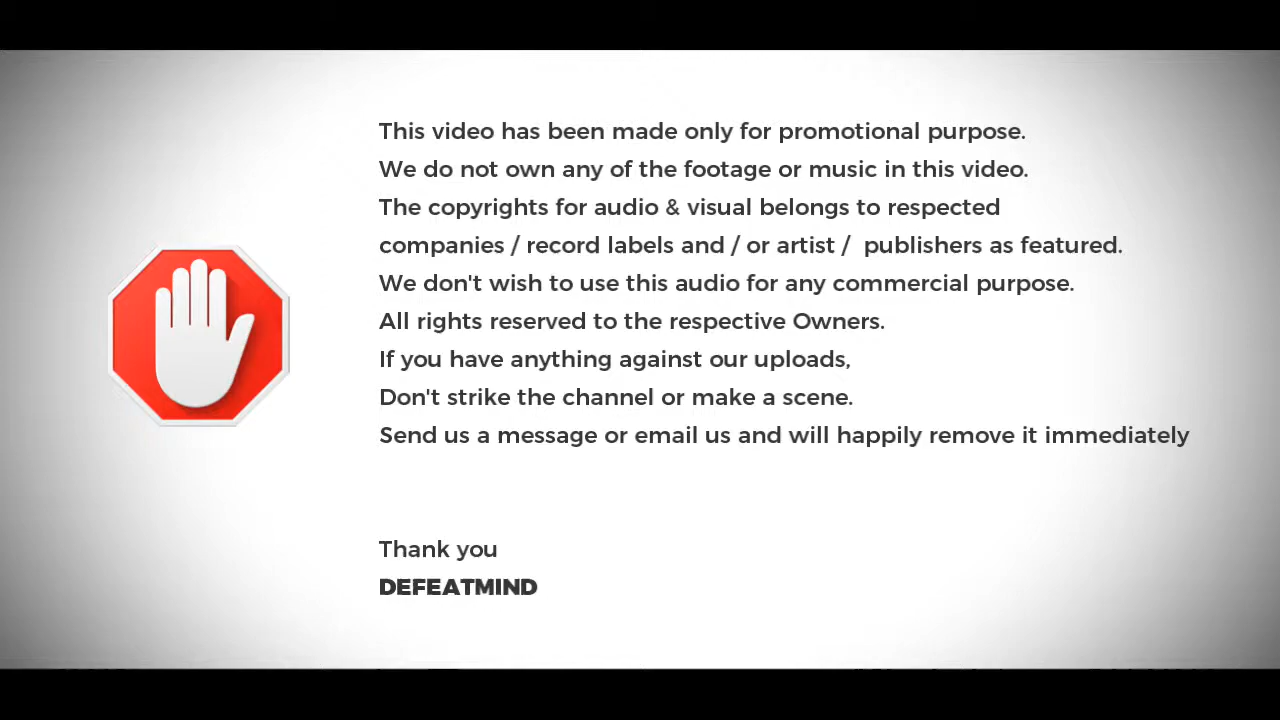 This video has been made only for promotional purpose.
We do not own any of the footage or music in this video.
The copyrights for audio & visual belongs to respected
companies / record labels and / or artist /  publishers as featured.
We don't wish to use this audio for any commercial purpose.
All rights reserved to the respective Owners.
If you have anything against our uploads,
Don't strike the channel or make a scene.
Send us a message or email us and will happily remove it immediately
Thank you
DEFEATMIND